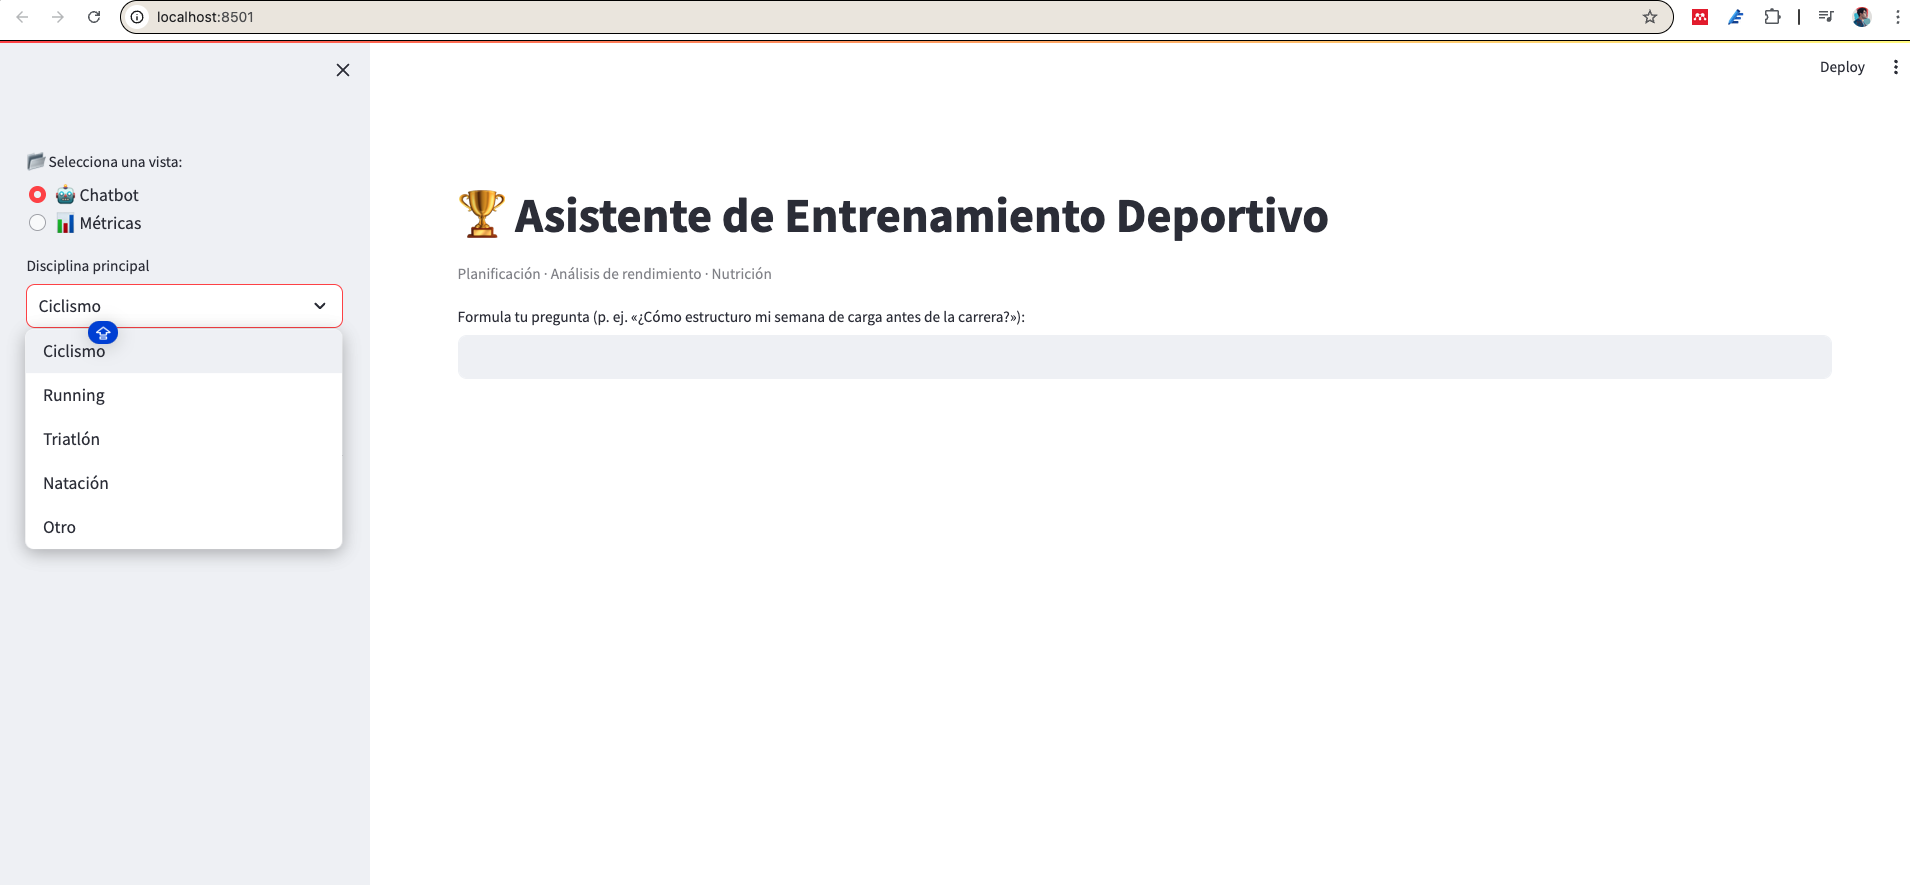 localhost:8501
Deploy
Selecciona una vista:
Chatbot
Métricas
Disciplina principal
Ciclismo
Ciclismo
Running
Triatlón
Natación
Otro
Asistente de Entrenamiento Deportivo
Planificación · Análisis de rendimiento · Nutrición
Formula tu pregunta (p. ej. «¿Cómo estructuro mi semana de carga antes de la carrera?»):